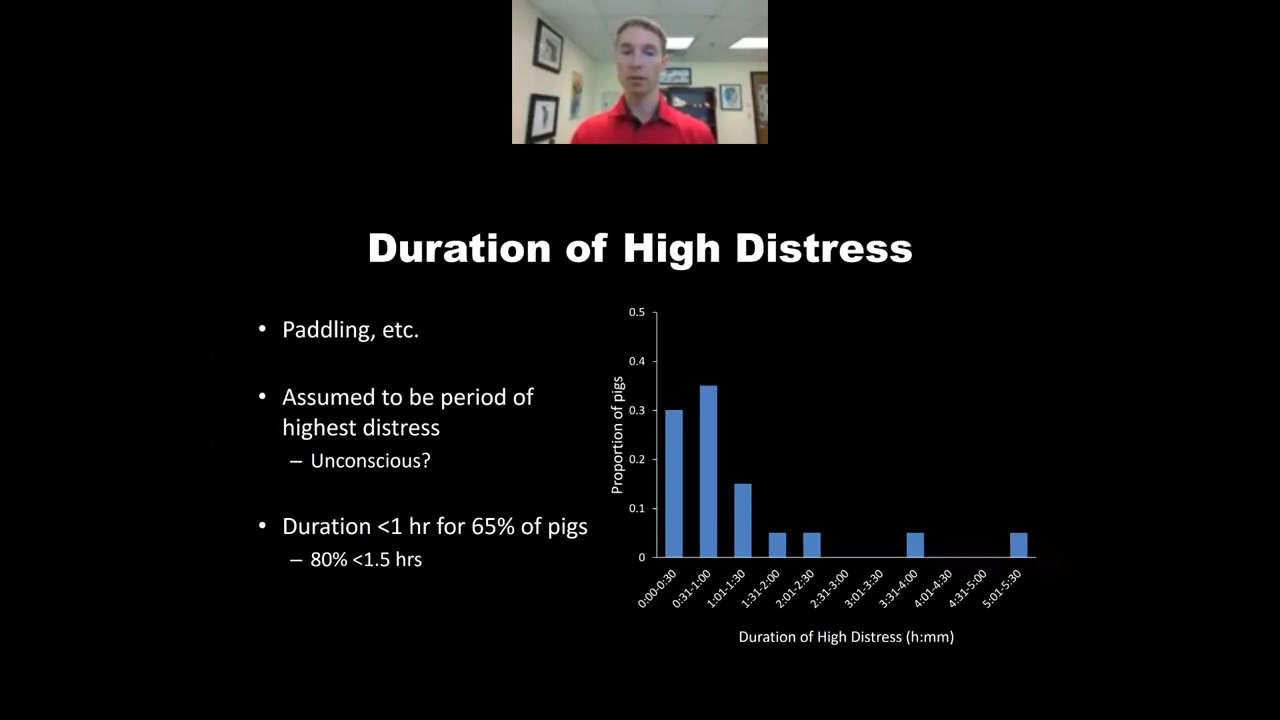 Duration of High Distress
• Paddling, etc.
• Assumed to be period of
highest distress
– Unconscious?
• Duration <1 hr for 65% of pigs
– 80% <1.5 hrs
Proportion of pigs
0.5
0.4
0.3
0.2
0.1
0
0:00-0:30
0:31-1:00
1:01-1:30
1:31-2:00
2:01-2:30
2:31-3:00
3:01-3:30
3:31-4:00
4:01-4:30
4:31-5:00
5:01-5:30
Duration of High Distress (h:mm)